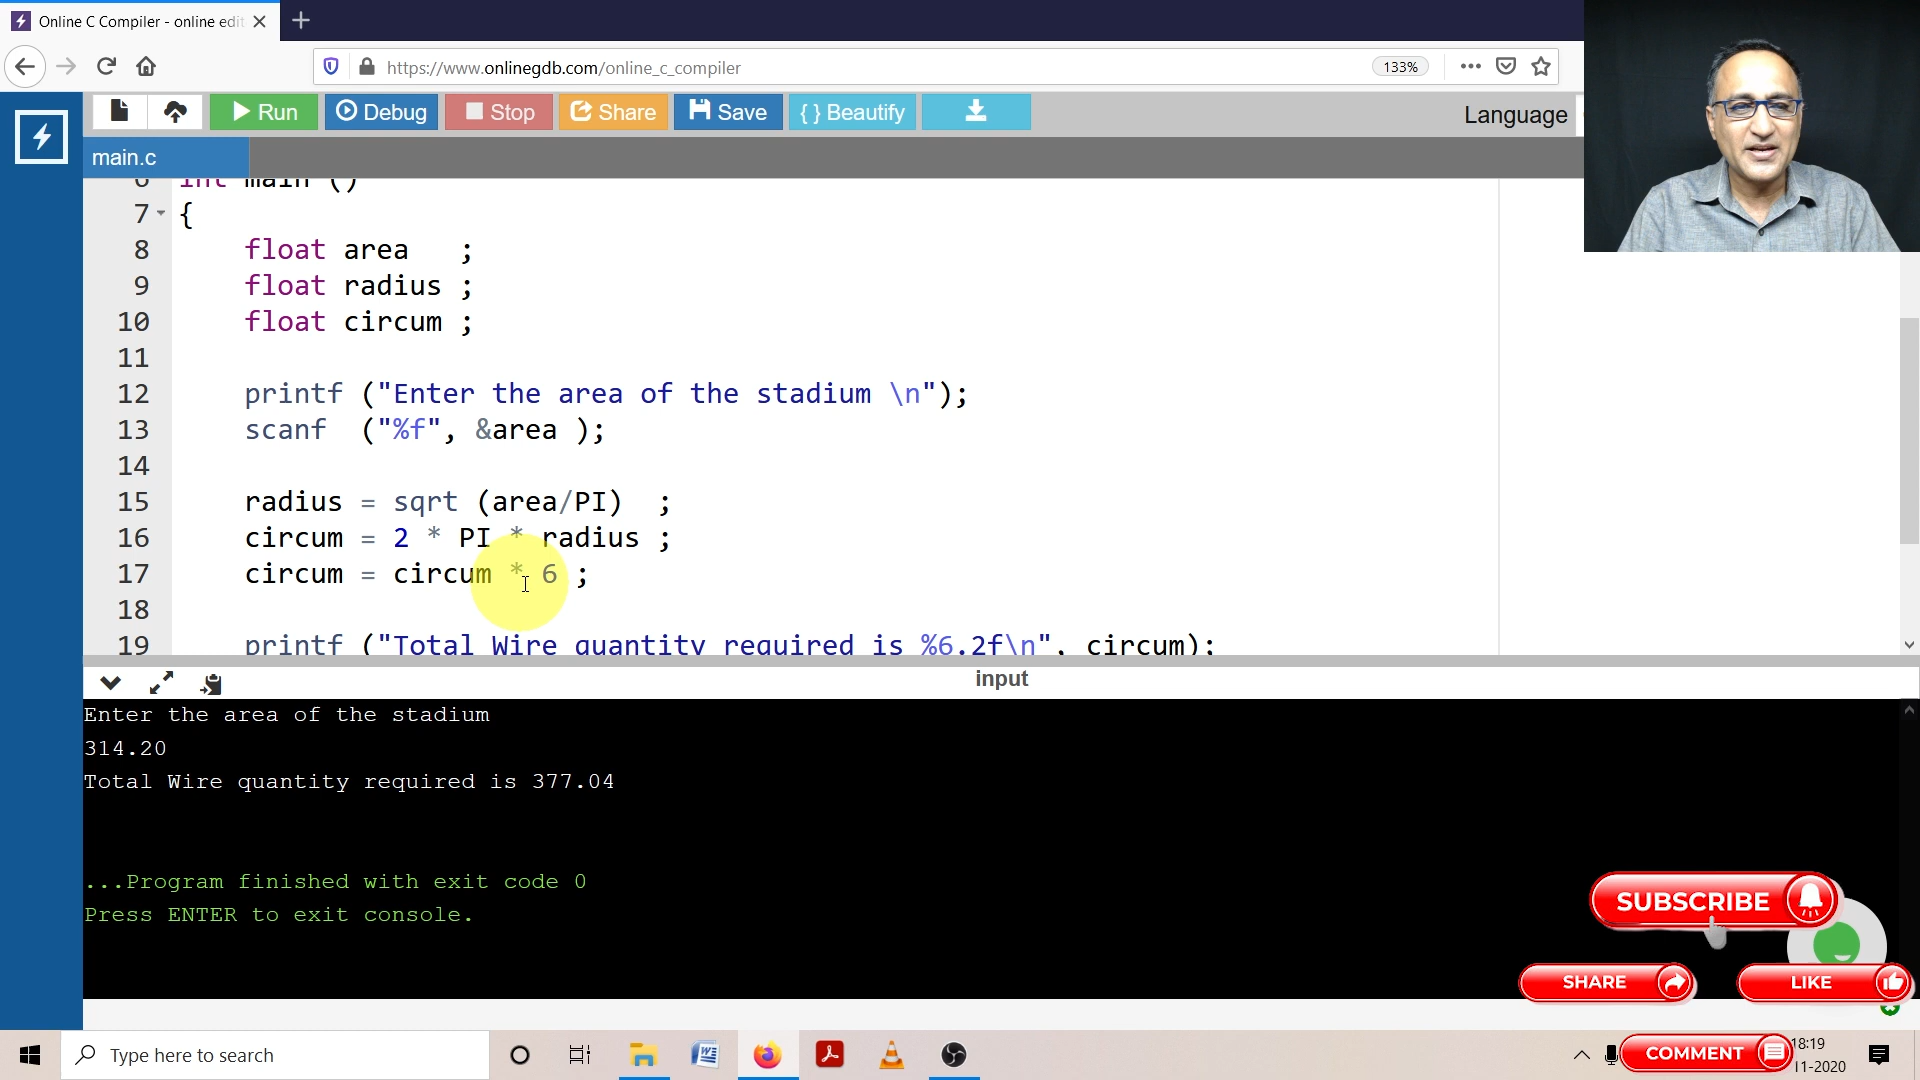 Online C Compiler - online edit
https://www.onlinegdb.com/online_c_compiler
133%
Run
Debug
Stop
Share
Save
{ } Beautify
Language
main.c
6 int main ()
7 {
8 float area ;
9 float radius ;
10 float circum ;
11
12 printf ("Enter the area of the stadium \n");
13 scanf ("%f", &area );
14
15 radius = sqrt (area/PI) ;
16 circum = 2 * PI * radius ;
17 circum = circum * 6 ;
18
19 printf ("Total Wire quantity required is %6.2f\n", circum);
input
Enter the area of the stadium
314.20
Total Wire quantity required is 377.04
...Program finished with exit code 0
Press ENTER to exit console.
SUBSCRIBE
SHARE
LIKE
Type here to search
COMMENT
18:19
11-2020